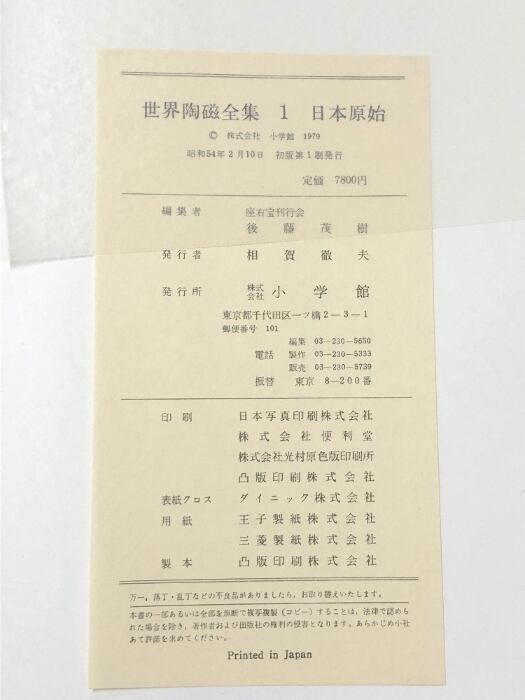 世界陶磁全集 1 日本原始
© 株式会社 小学館 1979
昭和54年2月10日 初版第1刷発行
定価 7800円
編集者 座右宝刊行会
後藤茂樹
発行者 相賀徹夫
発行所 株式会社 小学館
東京都千代田区一ツ橋2−3−1
郵便番号 101
編集 03−230−5650
電話 製作 03−230−5333
販売 03−230−5739
振替 東京 8−200番
印刷 日本写真印刷株式会社
株式会社便利堂
株式会社光村原色版印刷所
凸版印刷株式会社
表紙クロス ダイニック株式会社
用紙 王子製紙株式会社
三菱製紙株式会社
製本 凸版印刷株式会社
万一,落丁・乱丁などの不良品がありましたら,お取り替えいたします。
本書の一部あるいは全部を無断で複写複製(コピー)することは,法律で認めら
れた場合を除き,著作者および出版社の権利の侵害となります。あらかじめ小社
あて許諾を求めてください。
Printed in Japan